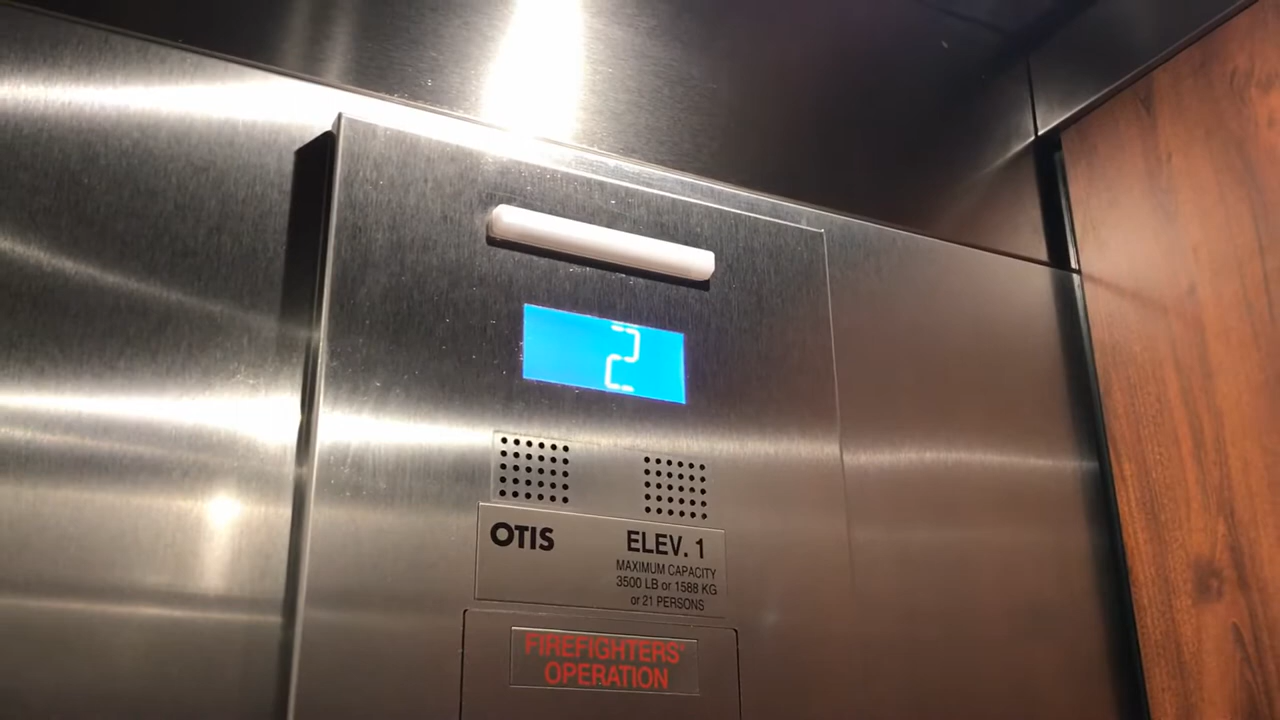 2
OTIS
ELEV. 1
MAXIMUM CAPACITY
3500 LB or 1588 KG
or 21 PERSONS
FIREFIGHTERS'
OPERATION